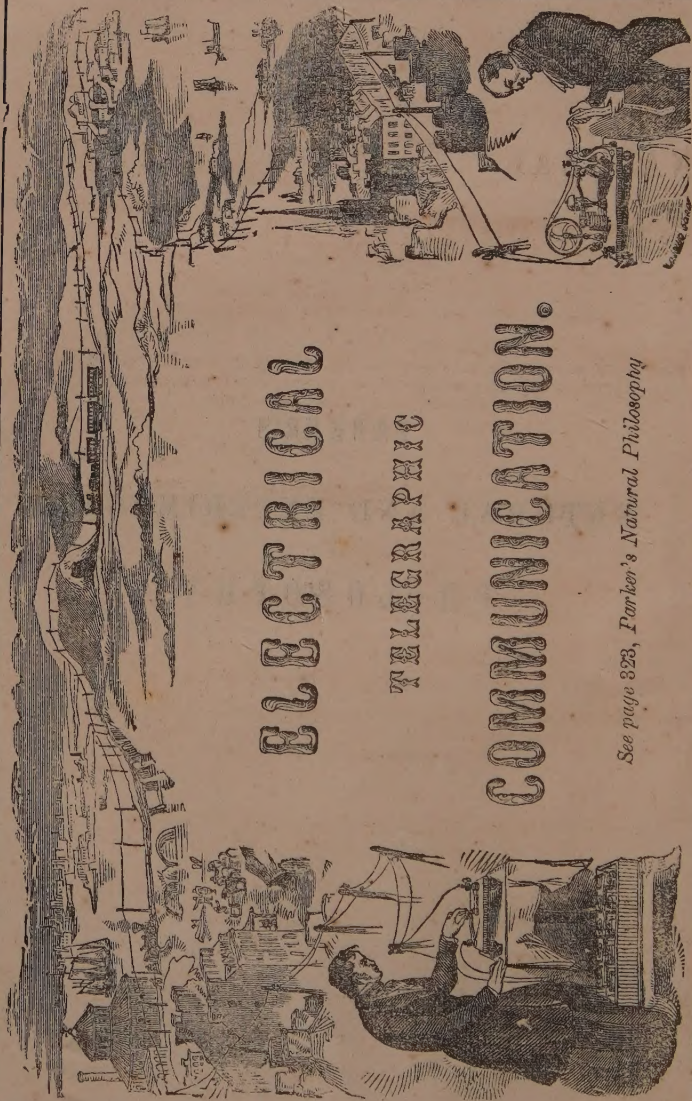 ELECTRICAL
TELEGRAPHIC
COMMUNICATION.
See page 323, Parker's Natural Philosophy